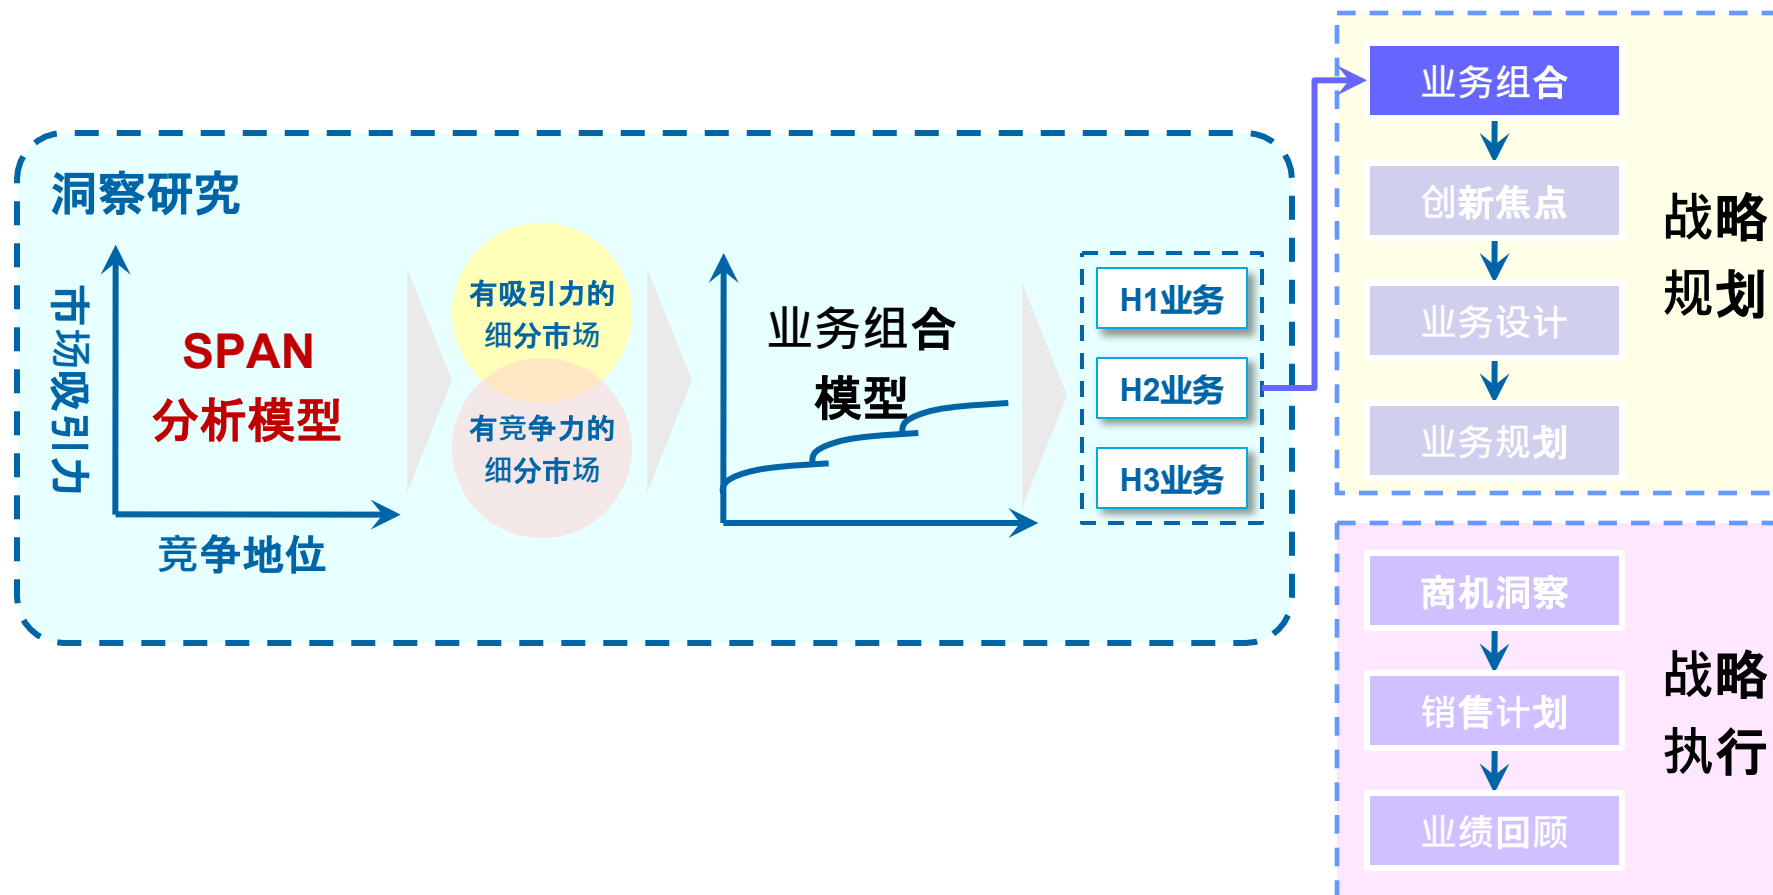 洞察研究
市场吸引力
SPAN
分析模型
竞争地位
有吸引力的
细分市场
有竞争力的
细分市场
业务组合
模型
H1业务
H2业务
H3业务
业务组合
创新焦点
业务设计
业务规划
战略
规划
商机洞察
销售计划
业绩回顾
战略
执行